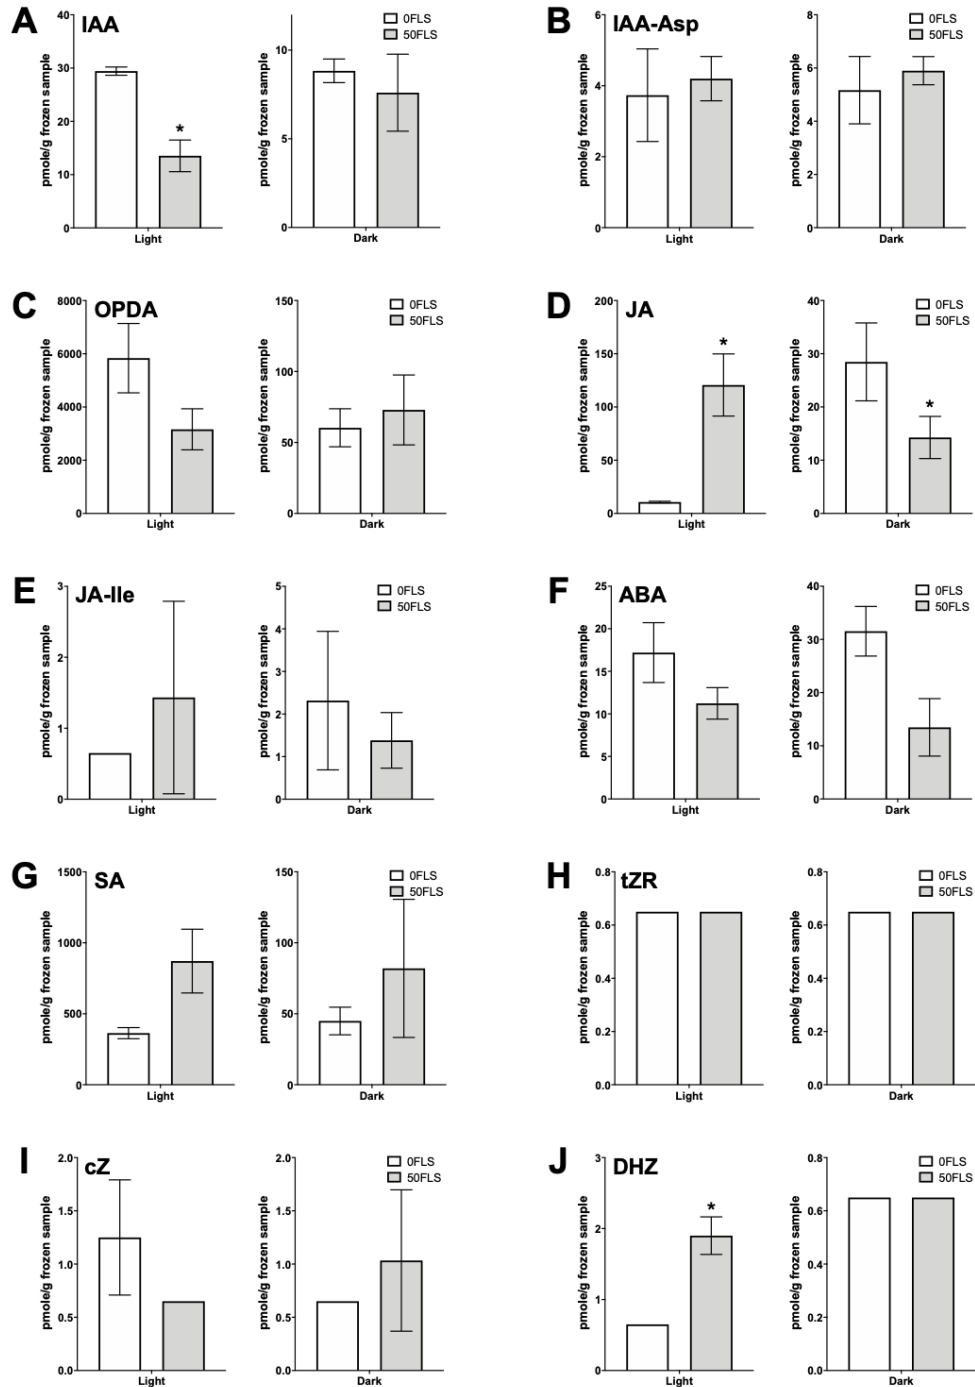 A IAA
pmole/g frozen sample
40
30
20
10
0
*
Light
pmole/g frozen sample
10
5
0
0FLS
50FLS
Dark
B IAA-Asp
pmole/g frozen sample
6
4
2
0
Light
pmole/g frozen sample
8
6
4
2
0
0FLS
50FLS
Dark
C OPDA
pmole/g frozen sample
8000
6000
4000
2000
0
Light
pmole/g frozen sample
150
100
50
0
0FLS
50FLS
Dark
D JA
pmole/g frozen sample
200
150
100
50
0
*
Light
pmole/g frozen sample
40
30
20
10
0
0FLS
50FLS
*
Dark
E JA-Ile
pmole/g frozen sample
3
2
1
0
Light
pmole/g frozen sample
5
4
3
2
1
0
0FLS
50FLS
Dark
F ABA
pmole/g frozen sample
25
20
15
10
5
0
Light
pmole/g frozen sample
40
30
20
10
0
0FLS
50FLS
Dark
G SA
pmole/g frozen sample
1500
1000
500
0
Light
pmole/g frozen sample
150
100
50
0
0FLS
50FLS
Dark
H tZR
pmole/g frozen sample
0.8
0.6
0.4
0.2
0.0
Light
pmole/g frozen sample
0.8
0.6
0.4
0.2
0.0
0FLS
50FLS
Dark
I cZ
pmole/g frozen sample
2.0
1.5
1.0
0.5
0.0
Light
pmole/g frozen sample
2.0
1.5
1.0
0.5
0.0
0FLS
50FLS
Dark
J DHZ
pmole/g frozen sample
3
2
1
0
*
Light
pmole/g frozen sample
0.8
0.6
0.4
0.2
0.0
0FLS
50FLS
Dark